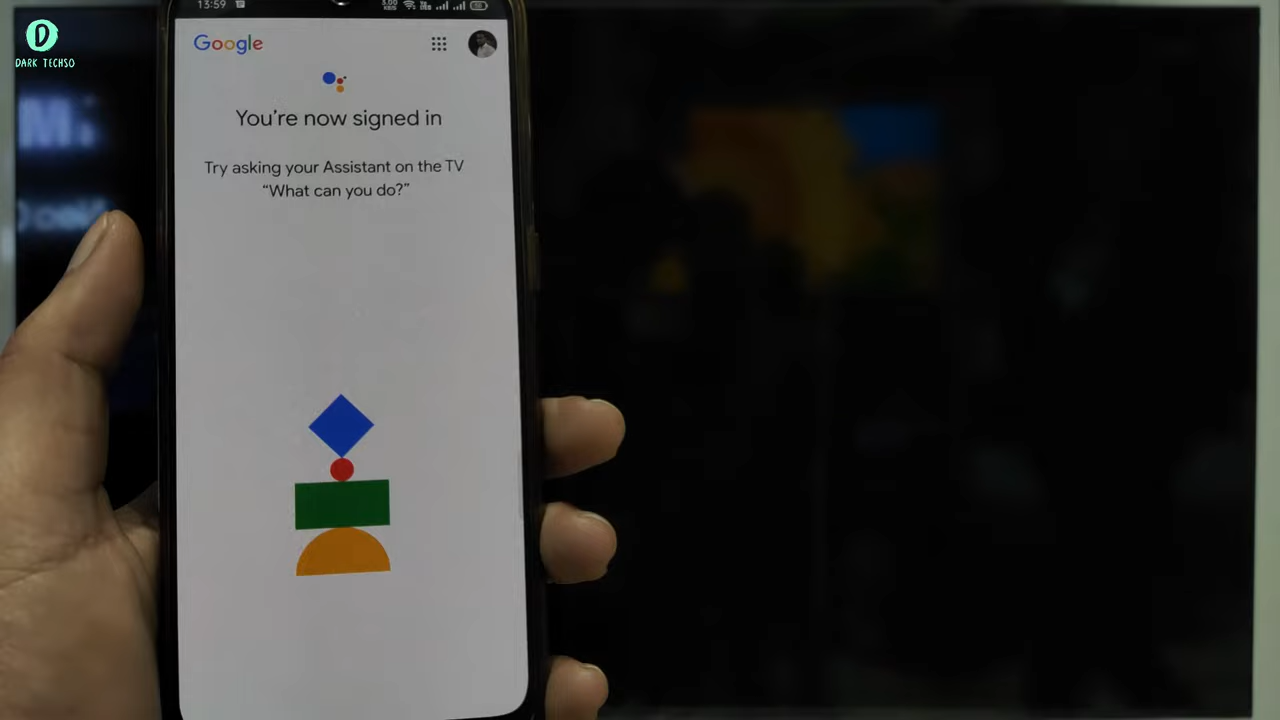 D
DARK TECHSO
13:59
Google
You're now signed in
Try asking your Assistant on the TV
“What can you do?”